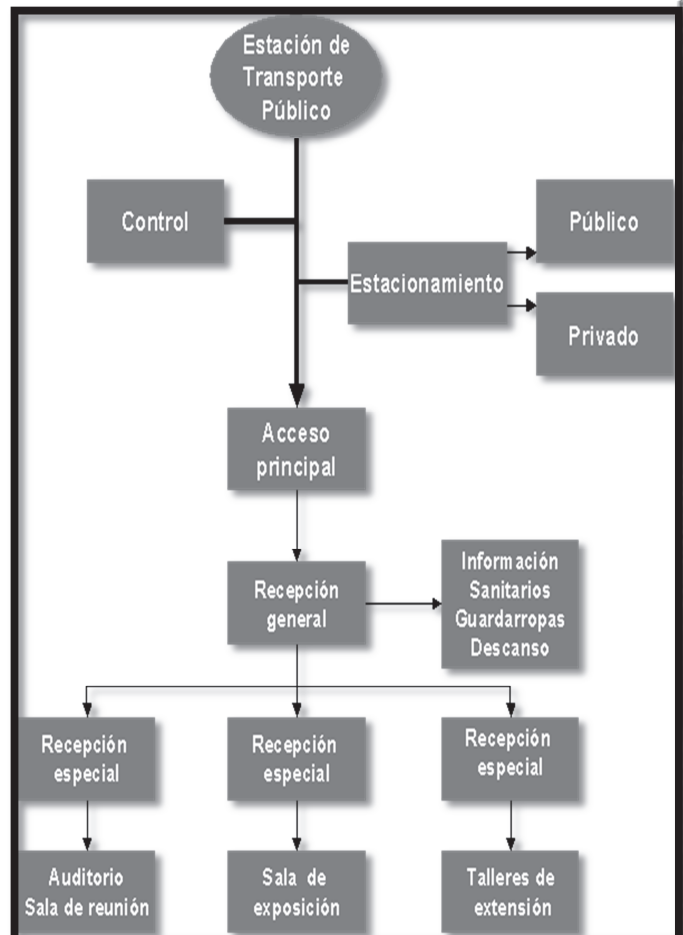 Estación de
Transporte
Público
Control
Público
Estacionamiento
Privado
Acceso
principal
Recepción
general
Información
Sanitarios
Guardarropas
Descanso
Recepción
especial
Recepción
especial
Recepción
especial
Auditorio
Sala de reunión
Sala de
exposición
Talleres de
extensión